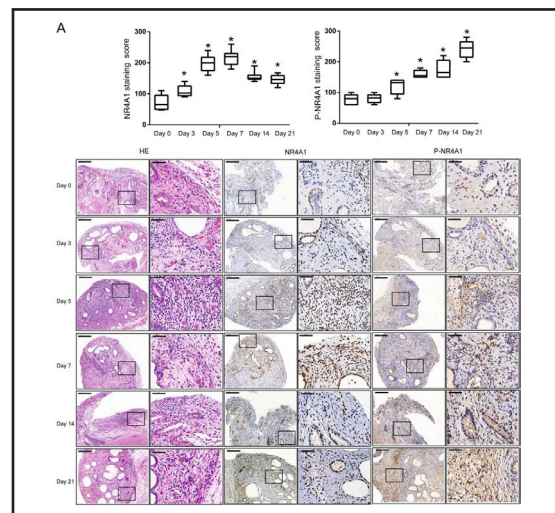 A
NR4A1 staining score
300
200
100
0
Day 0 Day 3 Day 5 Day 7 Day 14 Day 21
* * * * *
P-NR4A1 staining score
300
200
100
0
Day 0 Day 3 Day 5 Day 7 Day 14 Day 21
* * * *
HE NR4A1 P-NR4A1
Day 0
Day 3
Day 5
Day 7
Day 14
Day 21